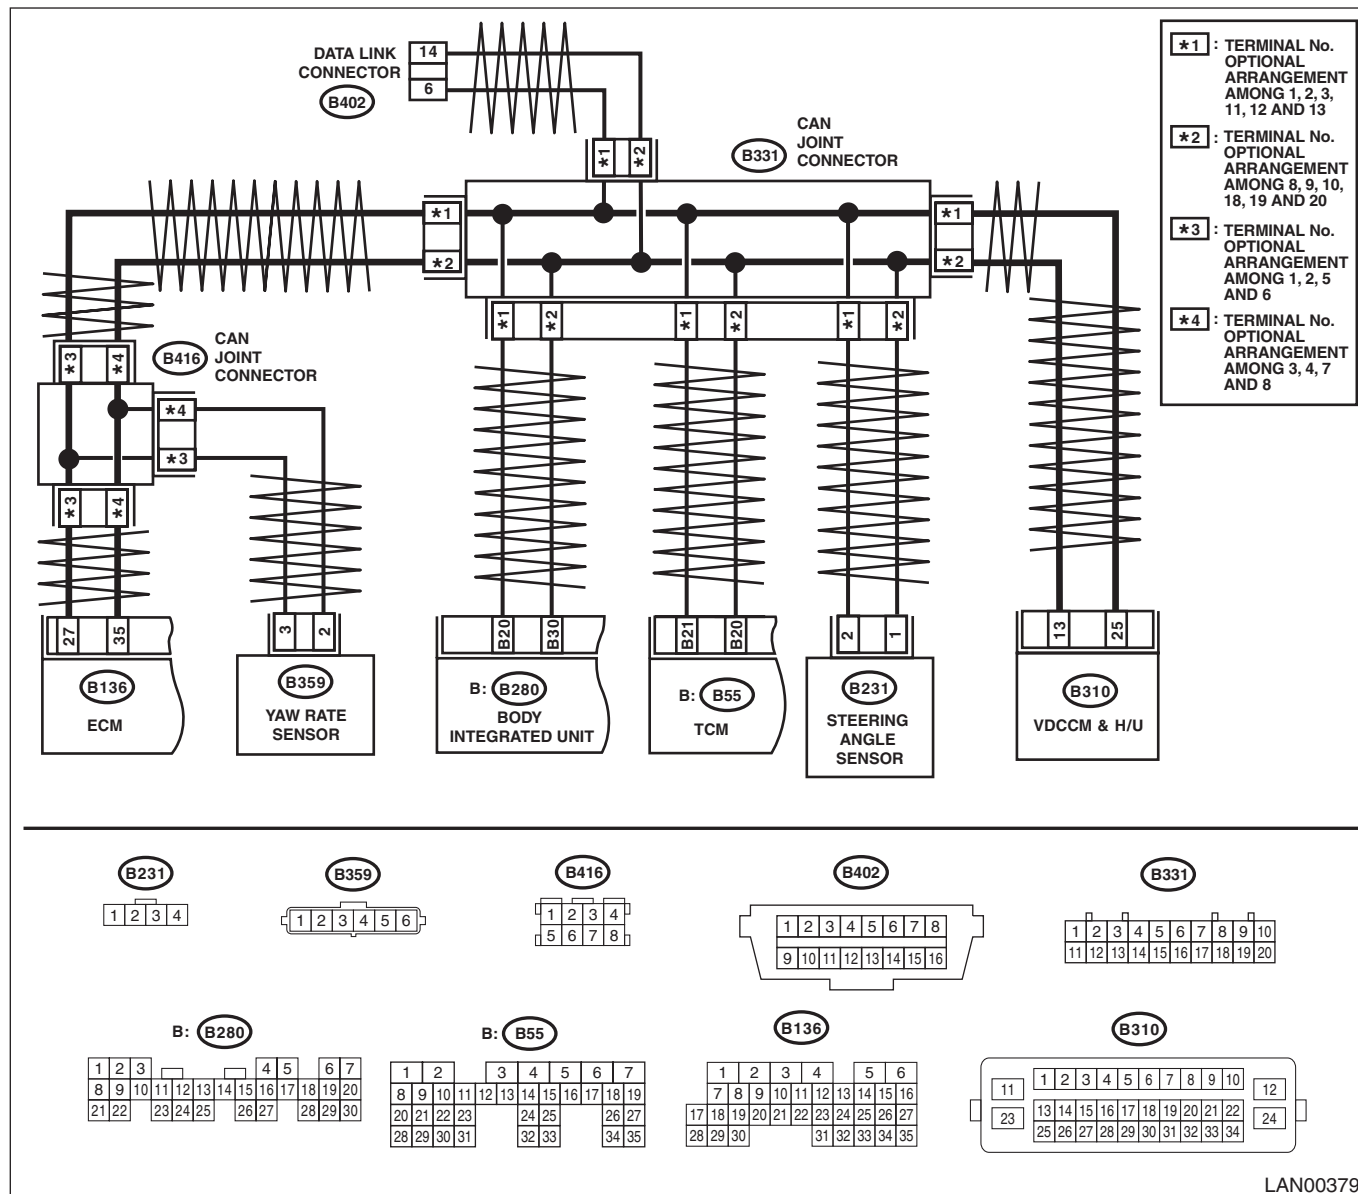 DATA LINK
CONNECTOR
B402
14
6
*1 *2
B331
CAN
JOINT
CONNECTOR
*1 : TERMINAL No.
OPTIONAL
ARRANGEMENT
AMONG 1, 2, 3,
11, 12 AND 13
*2 : TERMINAL No.
OPTIONAL
ARRANGEMENT
AMONG 8, 9, 10,
18, 19 AND 20
*3 : TERMINAL No.
OPTIONAL
ARRANGEMENT
AMONG 1, 2, 5
AND 6
*4 : TERMINAL No.
OPTIONAL
ARRANGEMENT
AMONG 3, 4, 7
AND 8
*1 *1
*2 *2
*1 *2 *1 *2 *1 *2
*3 *4
B416
CAN
JOINT
CONNECTOR
*4
*3
*3 *4
27 35
B136
ECM
3 2
B359
YAW RATE
SENSOR
B20 B30
B: B280
BODY
INTEGRATED UNIT
B21 B20
B: B55
TCM
2 1
B231
STEERING
ANGLE
SENSOR
13 25
B310
VDCCM & H/U
B231
1 2 3 4
B359
1 2 3 4 5 6
B416
1 2 3 4
5 6 7 8
B402
1 2 3 4 5 6 7 8
9 10 11 12 13 14 15 16
B331
1 2 3 4 5 6 7 8 9 10
11 12 13 14 15 16 17 18 19 20
B: B280
1 2 3 4 5 6 7
8 9 10 11 12 13 14 15 16 17 18 19 20
21 22 23 24 25 26 27 28 29 30
B: B55
1 2 3 4 5 6 7
8 9 10 11 12 13 14 15 16 17 18 19
20 21 22 23 24 25 26 27
28 29 30 31 32 33 34 35
B136
1 2 3 4 5 6
7 8 9 10 11 12 13 14 15 16
17 18 19 20 21 22 23 24 25 26 27
28 29 30 31 32 33 34 35
B310
11 1 2 3 4 5 6 7 8 9 10 12
23 13 14 15 16 17 18 19 20 21 22 24
25 26 27 28 29 30 31 32 33 34
LAN00379